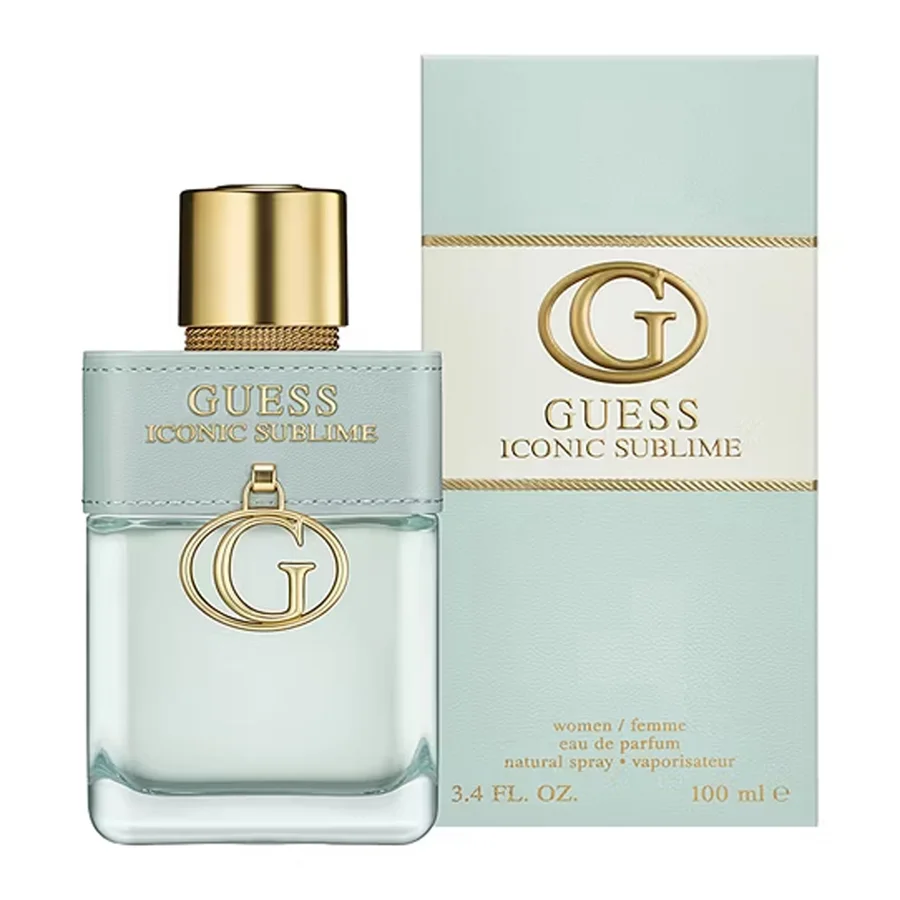 GUESS
ICONIC SUBLIME
G
G
GUESS
ICONIC SUBLIME
women / femme
eau de parfum
natural spray • vaporisateur
3.4 FL. OZ. 100 ml ℮